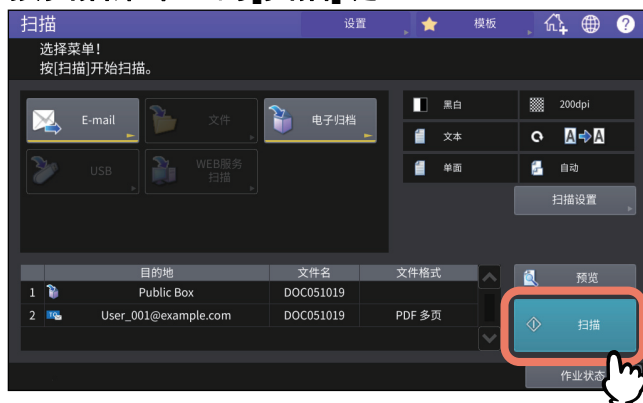 扫描 设置 模板
选择菜单!
按[扫描]开始扫描。
E-mail 文件 电子归档
USB WEB服务
扫描
黑白 200dpi
文本 A A
单面 自动
扫描设置
目的地 文件名 文件格式
1 Public Box DOC051019
2 TO: User_001@example.com DOC051019 PDF 多页
预览
扫描
作业状态